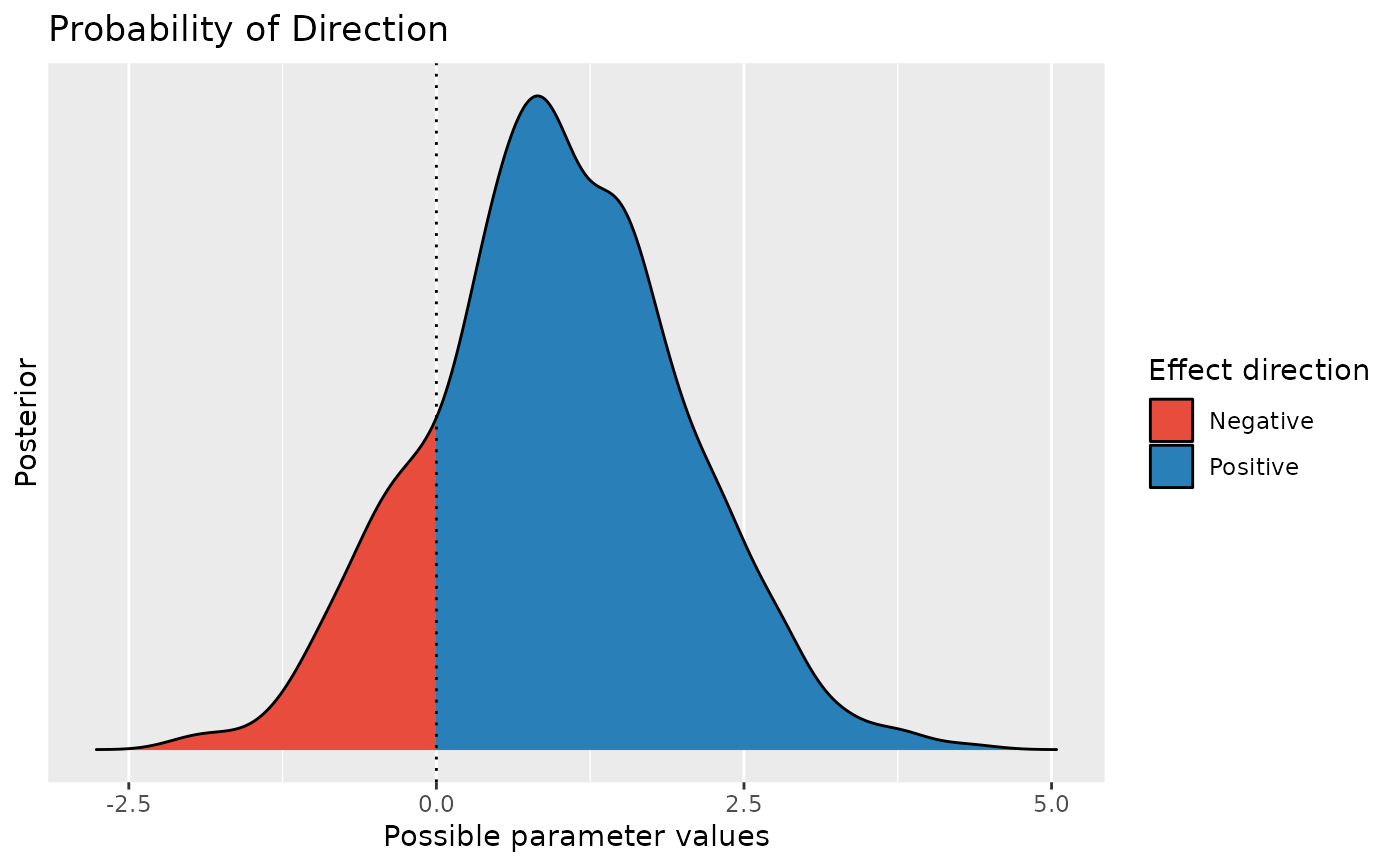 Probability of Direction
Posterior
-2.5 0.0 2.5 5.0
Possible parameter values
Effect direction
Negative
Positive